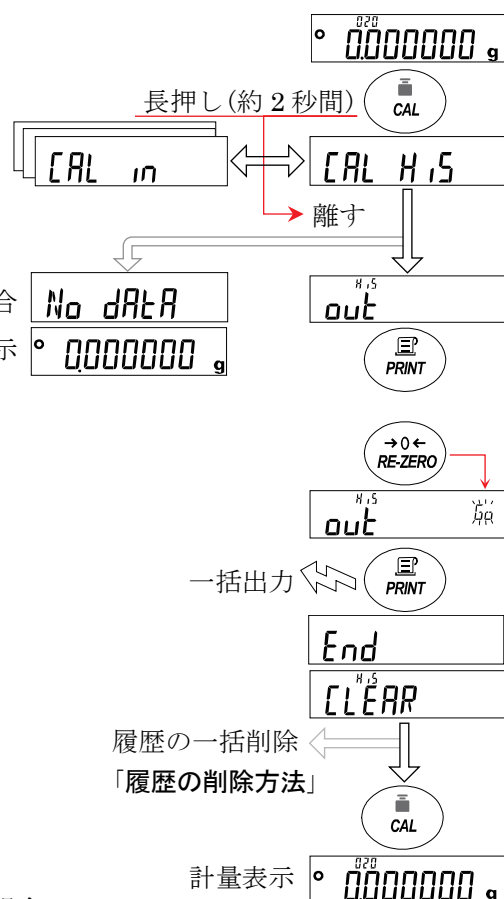 020
0.000000 g
長押し(約2秒間)
CAL
CAL in
CAL HiS
離す
合
No dAtA
HiS
out
示
0.000000 g
PRINT
→0←
RE-ZERO
HiS
out Go
一括出力
PRINT
End
HiS
CLEAR
履歴の一括削除
「履歴の削除方法」
CAL
計量表示
020
0.000000 g